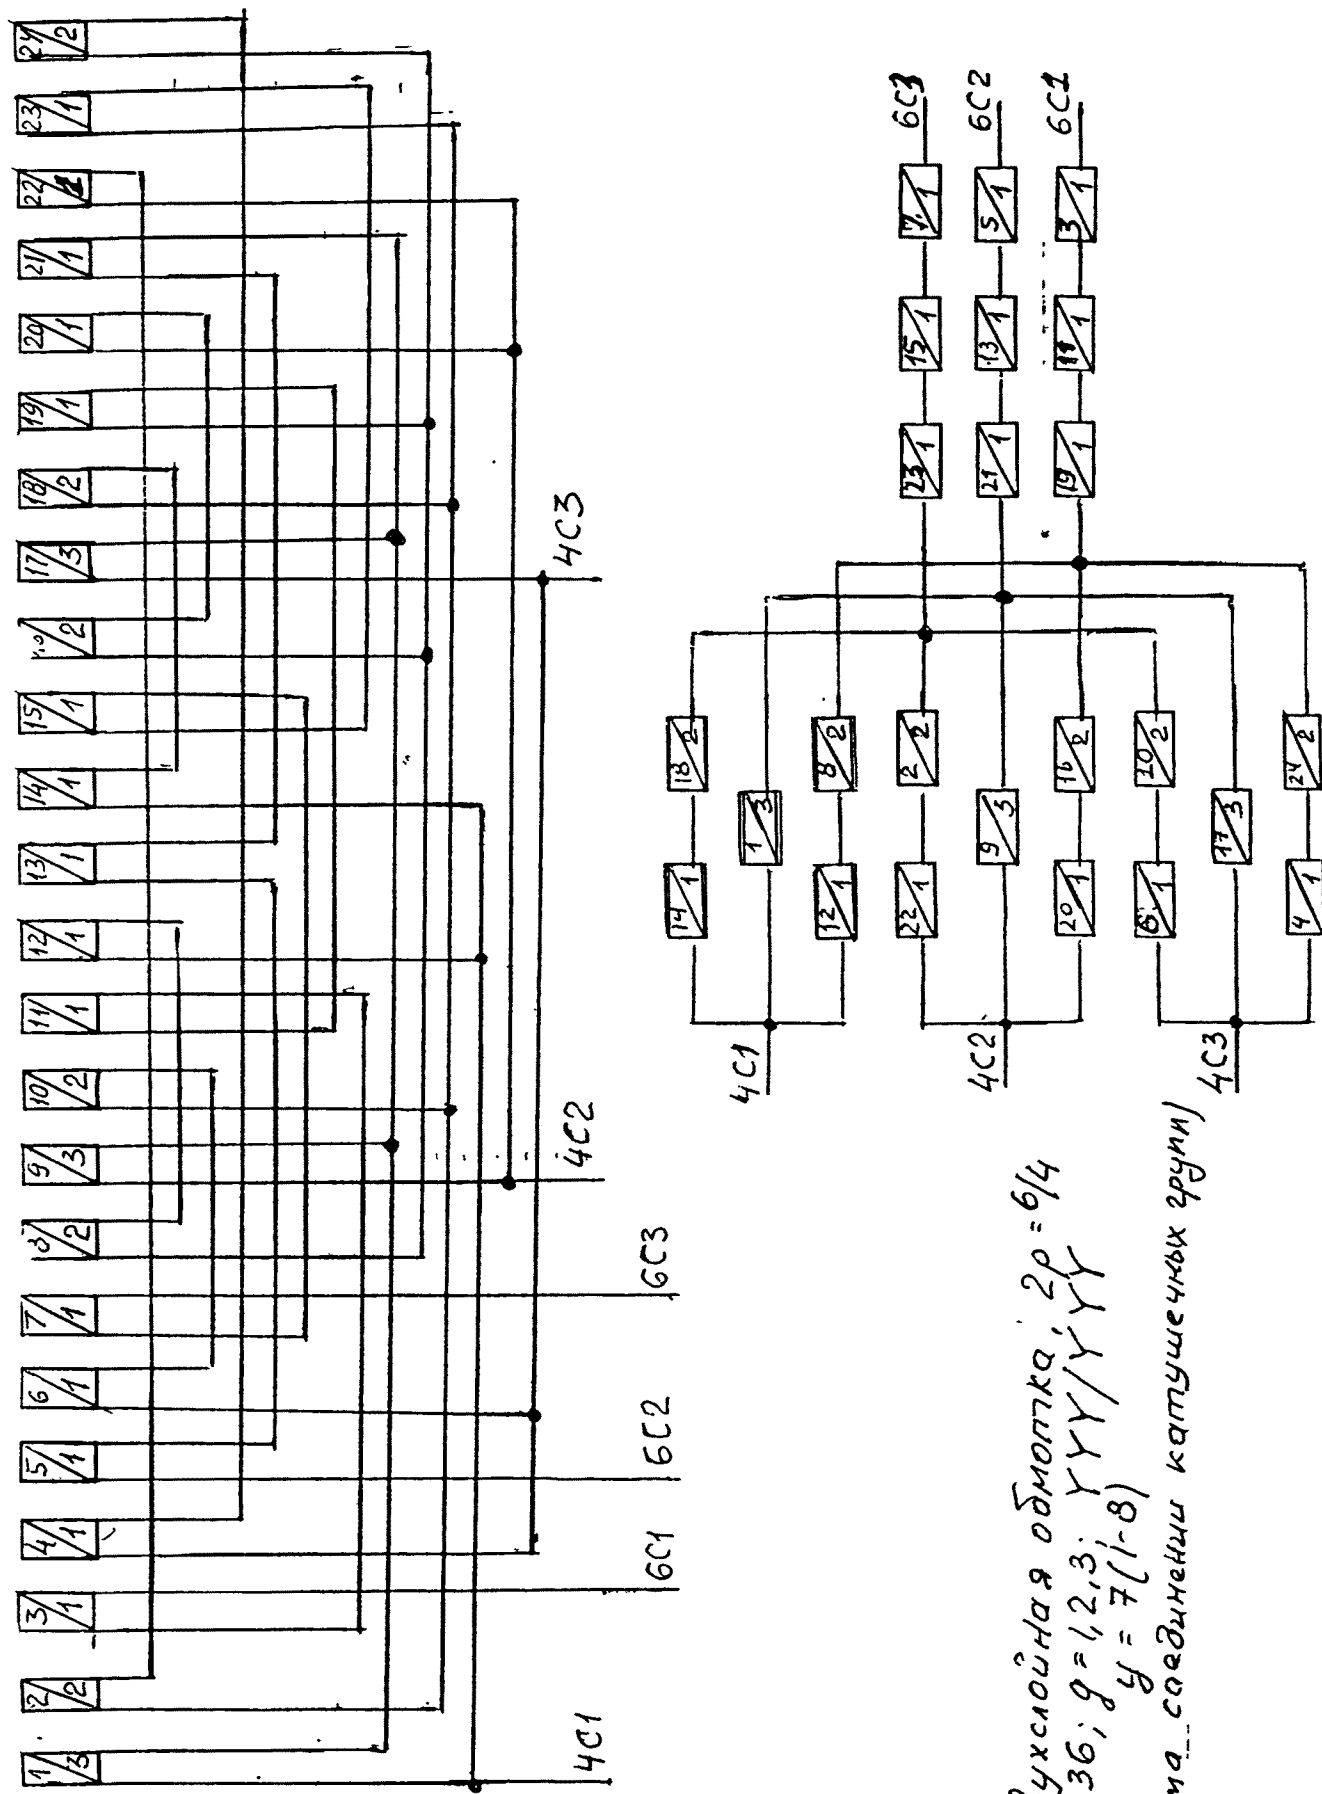 1/3 2/2 3/1 4/1 5/1 6/1 7/1 8/2 9/3 10/2 11/1 12/1 13/1 14/1 15/1 /2 17/3 18/2 19/1 20/1 21/1 22/1 23/1 24/2
4C1 6C1 6C2 6C3 4C2 4C3
14/1 18/2
4C1 1/3
12/1 8/2
22/1 2/2 23/1 15/1 7/1 6C3
4C2 9/3 21/1 13/1 5/1 6C2
20/1 16/2 19/1 11/1 3/1 6C1
6/1 10/2
4C3 17/3
4/1 24/2
обмотка; 2p = 6/4
36; g=1,2,3; YYY/YYYY
y = 7(1-8)
соединении катушечных групп)